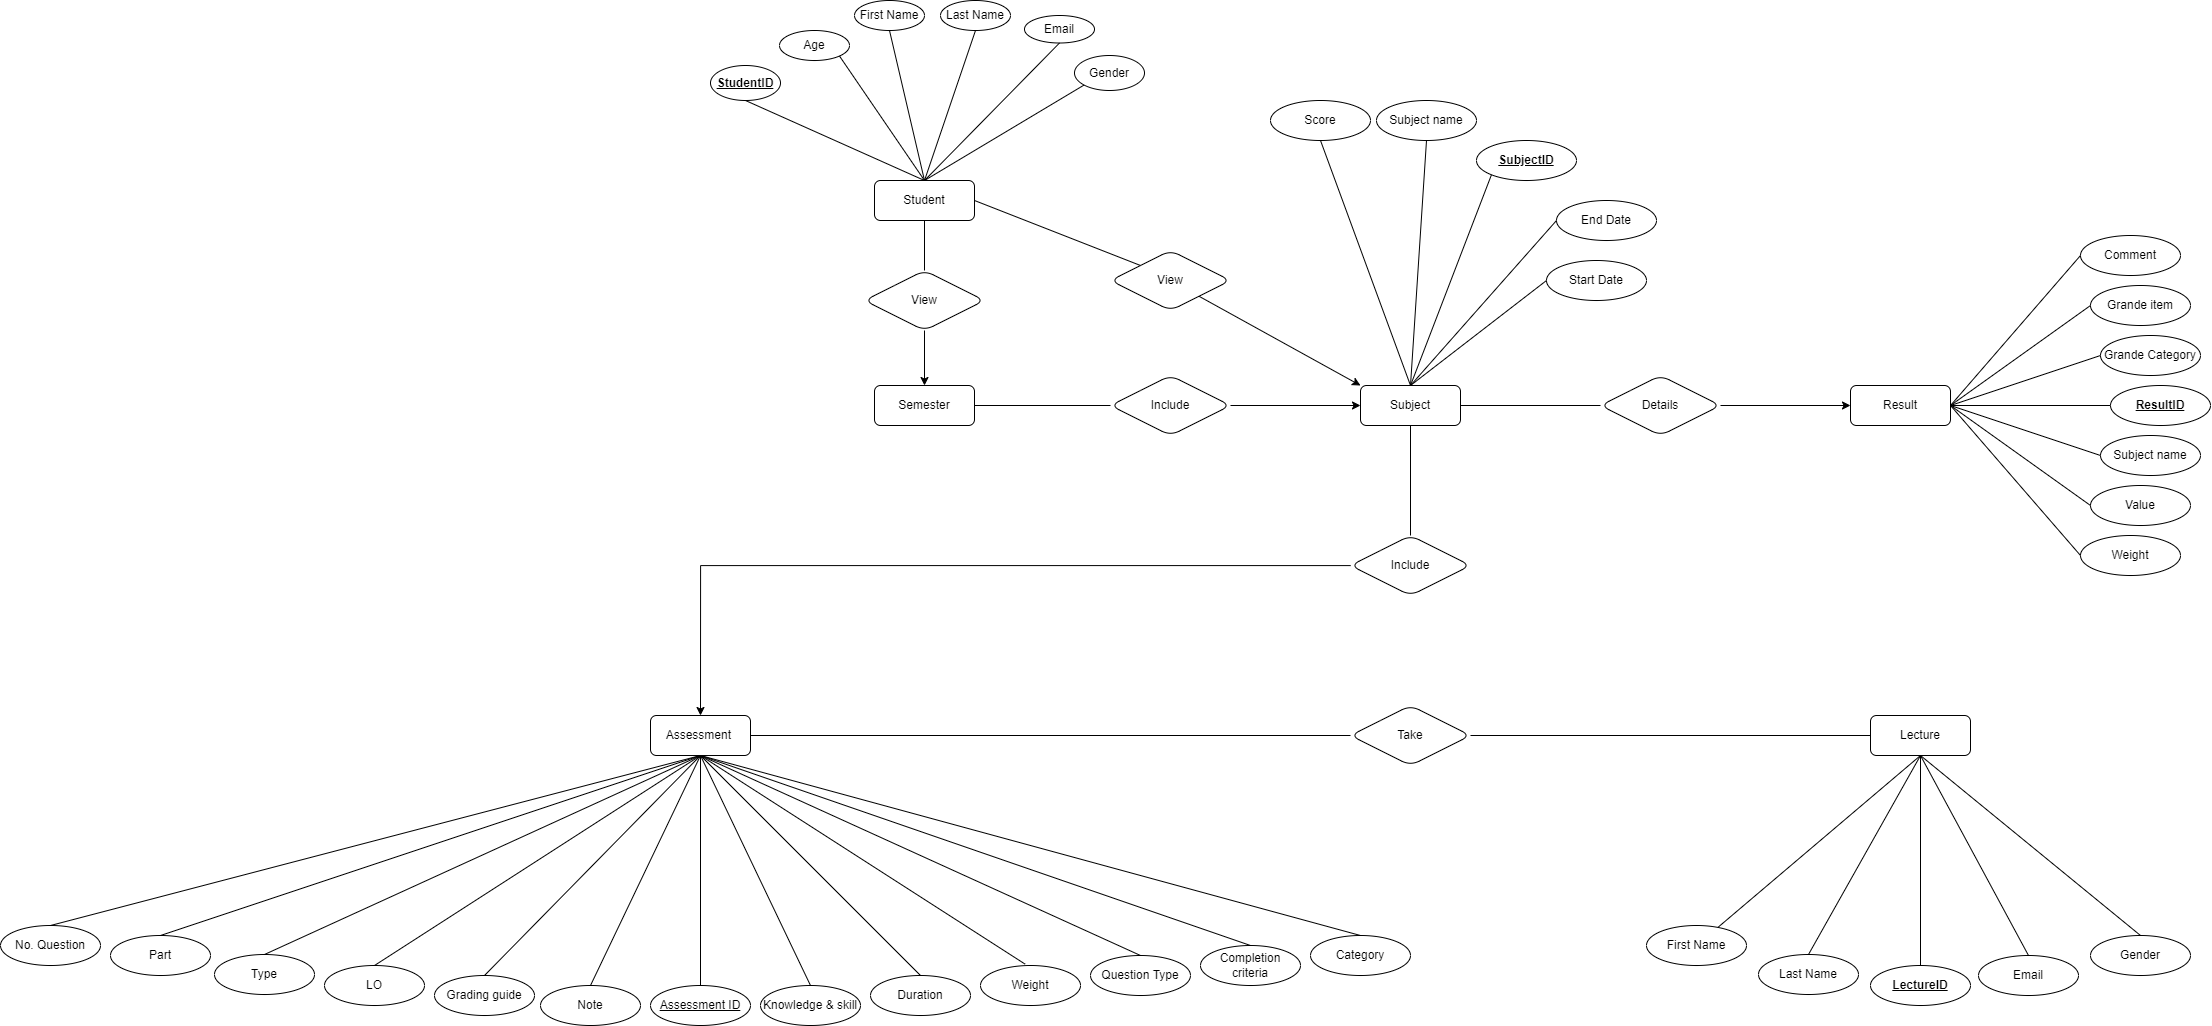 First Name
Last Name
Email
Age
Gender
StudentID
Score
Subject name
SubjectID
Student
End Date
Comment
View
Start Date
View
Grande item
Grande Category
Semester
Include
Subject
Details
Result
ResultID
Subject name
Value
Weight
Include
Assessment
Take
Lecture
No. Question
Part
Type
LO
Grading guide
Note
Assessment ID
Knowledge & skill
Duration
Weight
Question Type
Completion
criteria
Category
First Name
Last Name
LectureID
Email
Gender